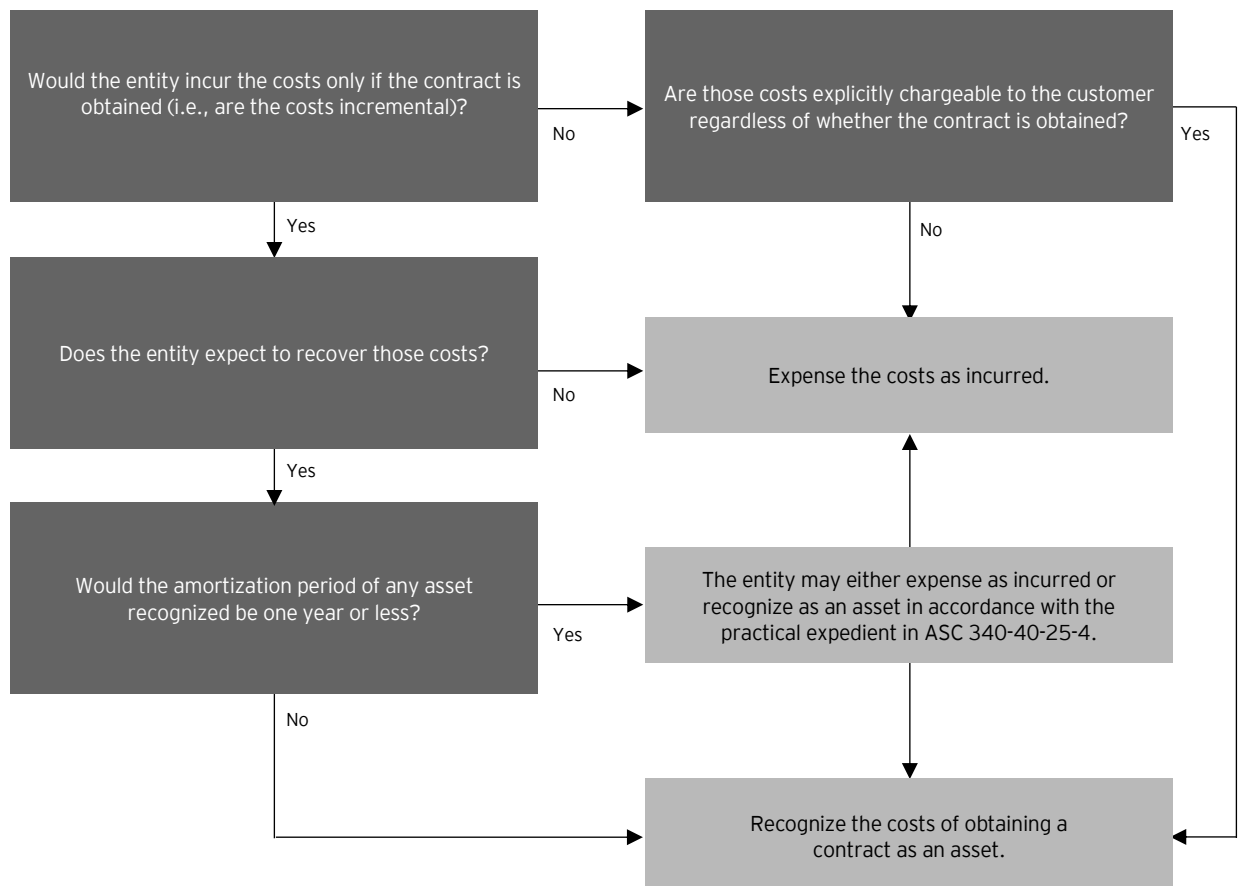 Would the entity incur the costs only if the contract is
obtained (i.e., are the costs incremental)?
No
Are those costs explicitly chargeable to the customer
regardless of whether the contract is obtained?
Yes
Yes
No
Does the entity expect to recover those costs?
No
Expense the costs as incurred.
Yes
Would the amortization period of any asset
recognized be one year or less?
Yes
The entity may either expense as incurred or
recognize as an asset in accordance with the
practical expedient in ASC 340-40-25-4.
No
Recognize the costs of obtaining a
contract as an asset.